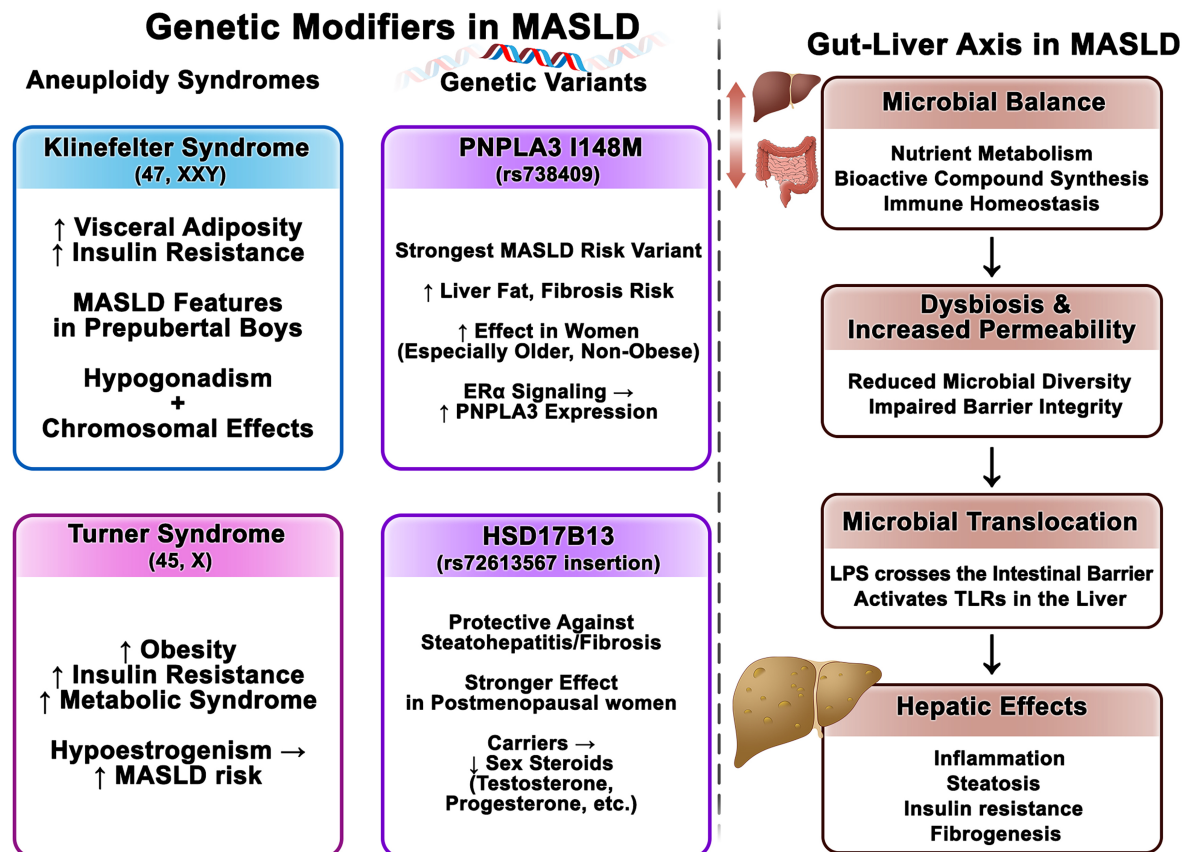 Genetic Modifiers in MASLD
Aneuploidy Syndromes
Genetic Variants
Klinefelter Syndrome
(47, XXY)
↑ Visceral Adiposity
↑ Insulin Resistance
MASLD Features
in Prepubertal Boys
Hypogonadism
+
Chromosomal Effects
PNPLA3 I148M
(rs738409)
Strongest MASLD Risk Variant
↑ Liver Fat, Fibrosis Risk
↑ Effect in Women
(Especially Older, Non-Obese)
ERα Signaling →
↑ PNPLA3 Expression
Turner Syndrome
(45, X)
↑ Obesity
↑ Insulin Resistance
↑ Metabolic Syndrome
Hypoestrogenism →
↑ MASLD risk
HSD17B13
(rs72613567 insertion)
Protective Against
Steatohepatitis/Fibrosis
Stronger Effect
in Postmenopausal women
Carriers →
↓ Sex Steroids
(Testosterone,
Progesterone, etc.)
Gut-Liver Axis in MASLD
Microbial Balance
Nutrient Metabolism
Bioactive Compound Synthesis
Immune Homeostasis
Dysbiosis &
Increased Permeability
Reduced Microbial Diversity
Impaired Barrier Integrity
Microbial Translocation
LPS crosses the Intestinal Barrier
Activates TLRs in the Liver
Hepatic Effects
Inflammation
Steatosis
Insulin resistance
Fibrogenesis